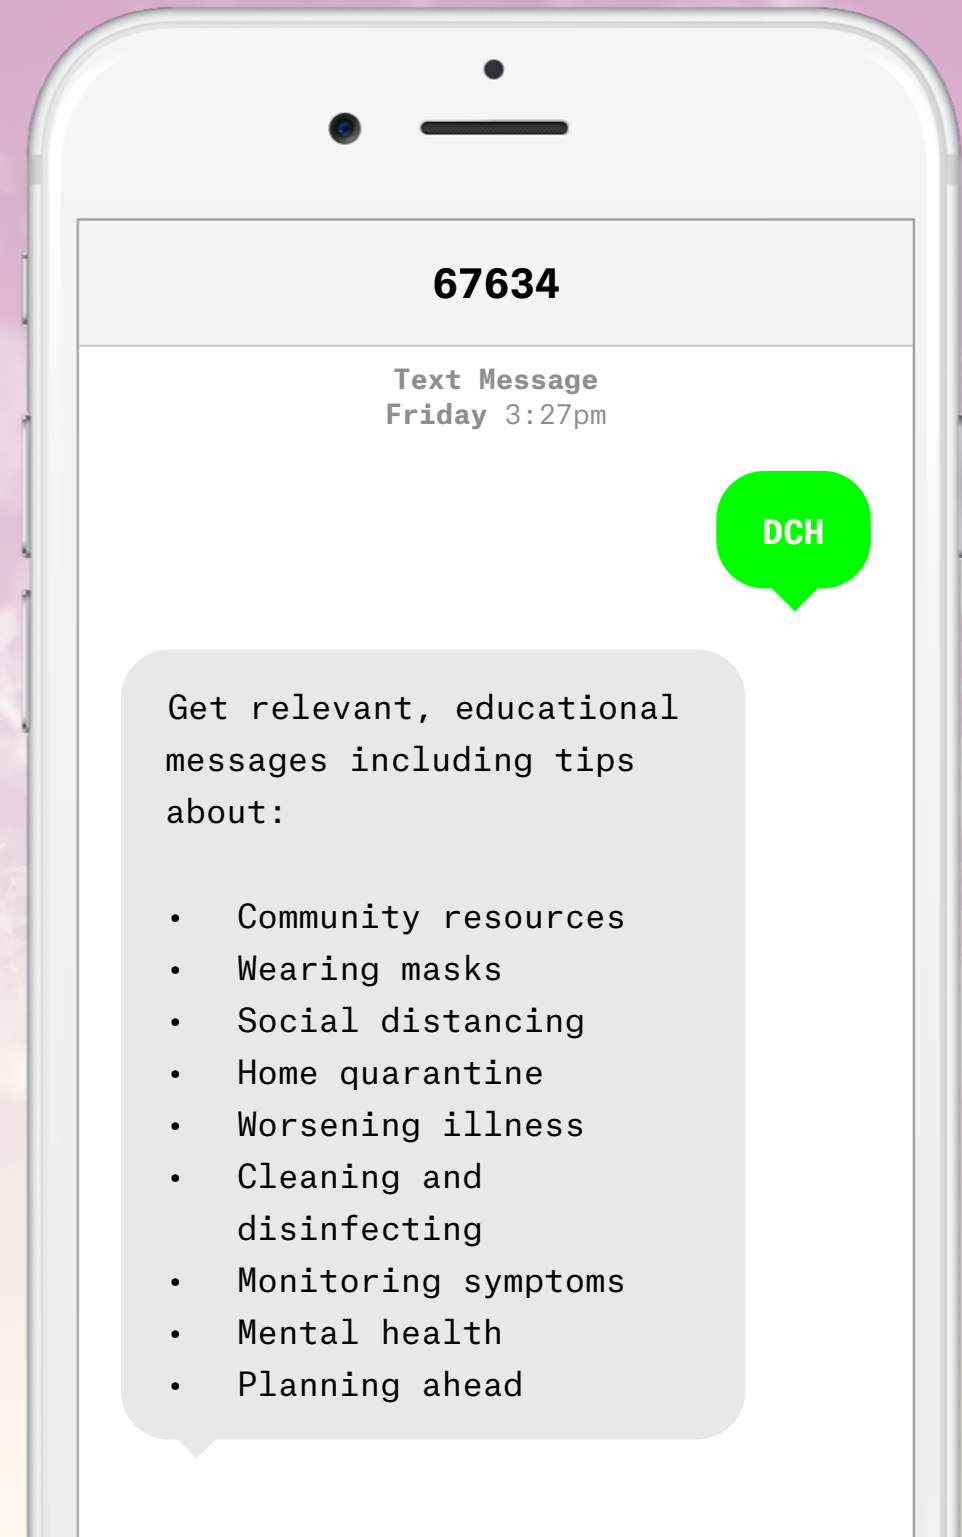 67634
Text Message
Friday 3:27pm
DCH
Get relevant, educational
messages including tips
about:
• Community resources
• Wearing masks
• Social distancing
• Home quarantine
• Worsening illness
• Cleaning and
disinfecting
• Monitoring symptoms
• Mental health
• Planning ahead